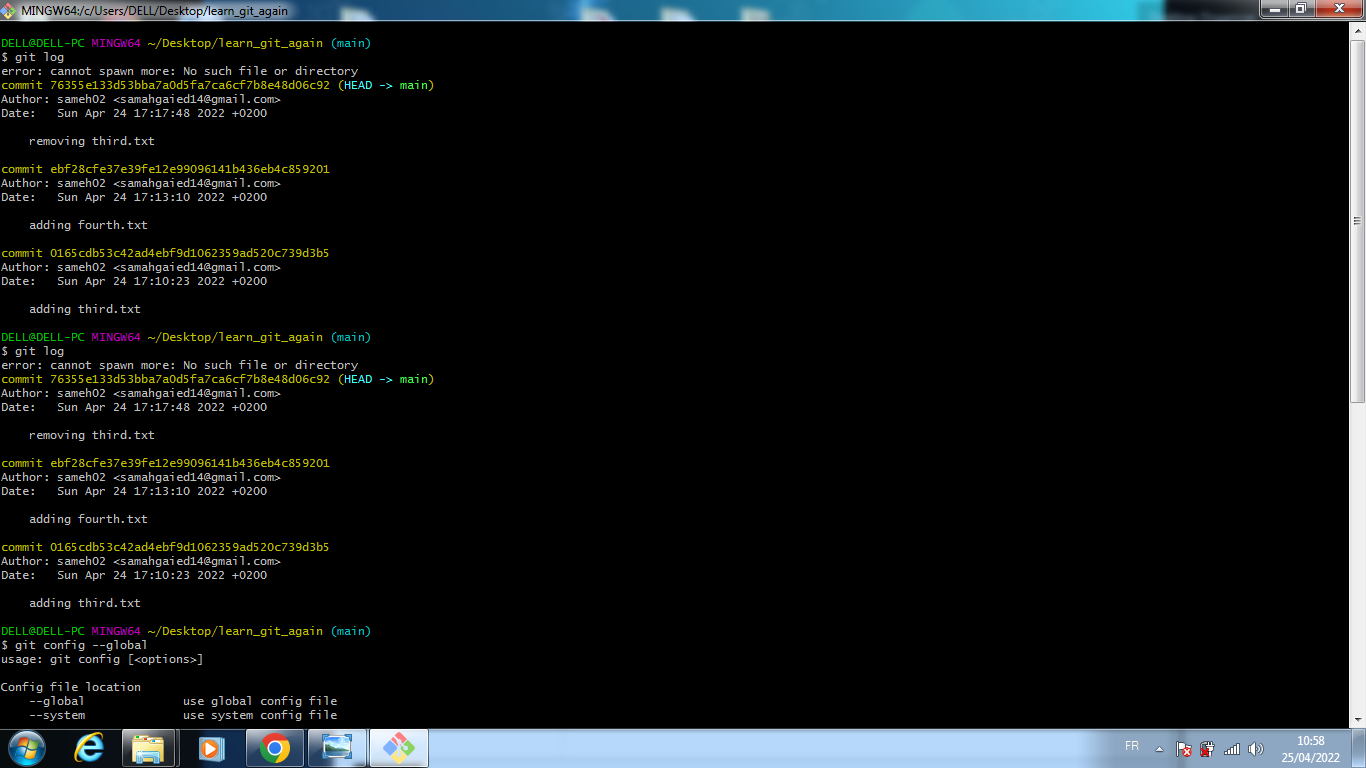 MINGW64:/c/Users/DELL/Desktop/learn_git_again
DELL@DELL-PC MINGW64 ~/Desktop/learn_git_again (main)
$ git log
error: cannot spawn more: No such file or directory
commit 76355e133d53bba7a0d5fa7ca6cf7b8e48d06c92 (HEAD -> main)
Author: sameh02 <samahgaied14@gmail.com>
Date:   Sun Apr 24 17:17:48 2022 +0200
    removing third.txt
commit ebf28cfe37e39fe12e99096141b436eb4c859201
Author: sameh02 <samahgaied14@gmail.com>
Date:   Sun Apr 24 17:13:10 2022 +0200
    adding fourth.txt
commit 0165cdb53c42ad4ebf9d1062359ad520c739d3b5
Author: sameh02 <samahgaied14@gmail.com>
Date:   Sun Apr 24 17:10:23 2022 +0200
    adding third.txt
DELL@DELL-PC MINGW64 ~/Desktop/learn_git_again (main)
$ git log
error: cannot spawn more: No such file or directory
commit 76355e133d53bba7a0d5fa7ca6cf7b8e48d06c92 (HEAD -> main)
Author: sameh02 <samahgaied14@gmail.com>
Date:   Sun Apr 24 17:17:48 2022 +0200
    removing third.txt
commit ebf28cfe37e39fe12e99096141b436eb4c859201
Author: sameh02 <samahgaied14@gmail.com>
Date:   Sun Apr 24 17:13:10 2022 +0200
    adding fourth.txt
commit 0165cdb53c42ad4ebf9d1062359ad520c739d3b5
Author: sameh02 <samahgaied14@gmail.com>
Date:   Sun Apr 24 17:10:23 2022 +0200
    adding third.txt
DELL@DELL-PC MINGW64 ~/Desktop/learn_git_again (main)
$ git config --global
usage: git config [<options>]
Config file location
    --global              use global config file
    --system              use system config file
FR
10:58
25/04/2022